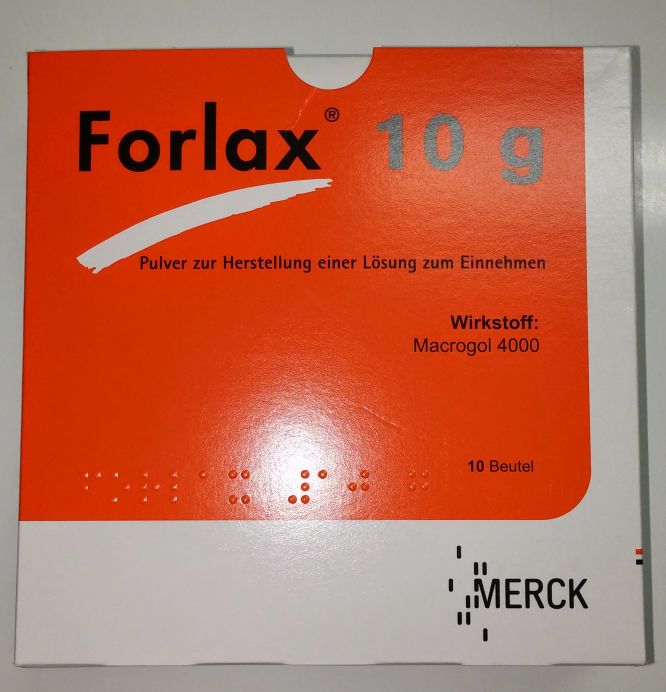 Forlax® 10 g
Pulver zur Herstellung einer Lösung zum Einnehmen
Wirkstoff:
Macrogol 4000
10 Beutel
MERCK